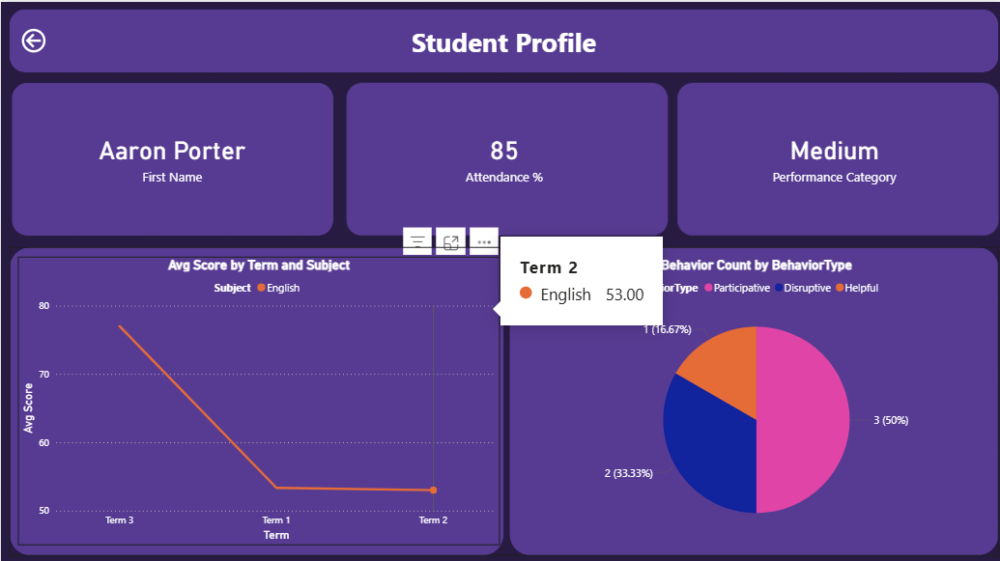 Student Profile
Aaron Porter
First Name
85
Attendance %
Medium
Performance Category
Avg Score by Term and Subject
Subject English
80
70
60
50
Avg Score
Term 3 Term 1 Term 2
Term
Term 2
English 53.00
Behavior Count by BehaviorType
iorType Participative Disruptive Helpful
1 (16.67%)
3 (50%)
2 (33.33%)